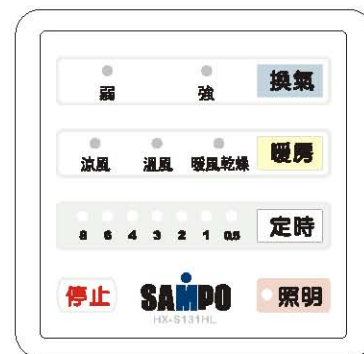 弱 強 換氣
涼風 溫風 暖風乾燥 暖房
8 6 4 3 2 1 0.5 定時
停止 SAMPO 照明
HX-S131HL